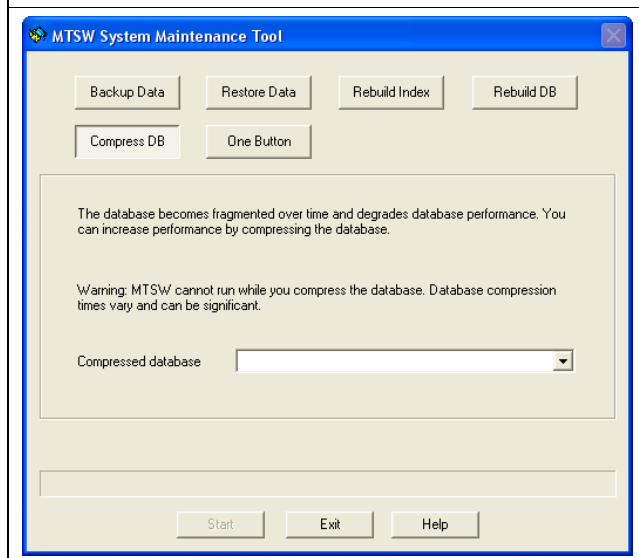 MTSW System Maintenance Tool
Backup Data Restore Data Rebuild Index Rebuild DB
Compress DB One Button
The database becomes fragmented over time and degrades database performance. You
can increase performance by compressing the database.
Warning: MTSW cannot run while you compress the database. Database compression
times vary and can be significant.
Compressed database
Start Exit Help